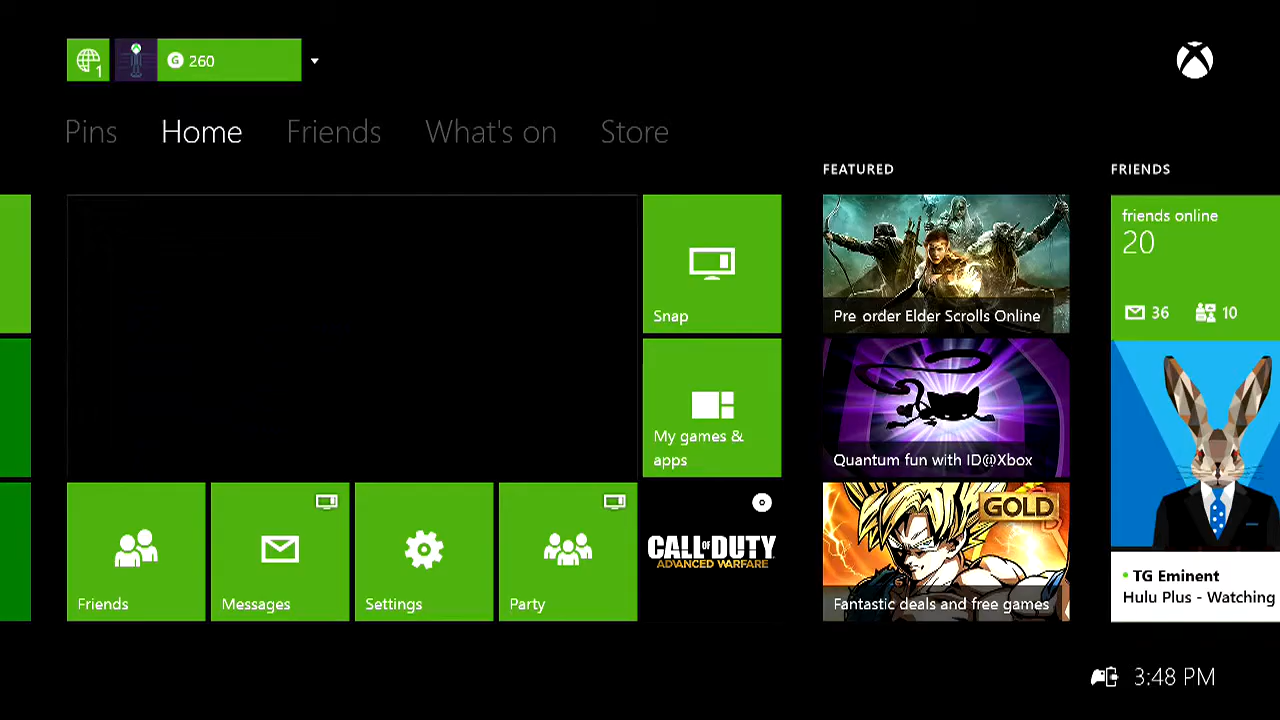 1
G 260
Pins
Home
Friends
What's on
Store
FEATURED
FRIENDS
Snap
My games &
apps
Friends
Messages
Settings
Party
CALL OF DUTY
ADVANCED WARFARE
Pre order Elder Scrolls Online
Quantum fun with ID@Xbox
GOLD
Fantastic deals and free games
friends online
20
36
10
TG Eminent
Hulu Plus - Watching
3:48 PM